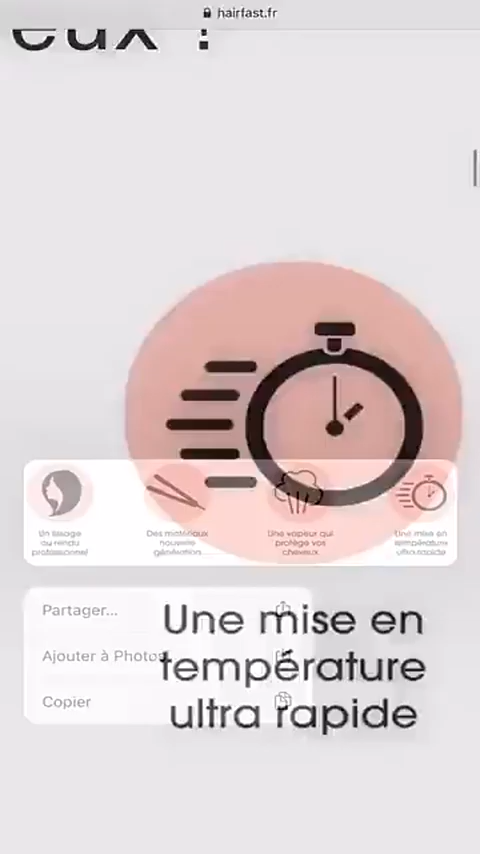 hairfast.fr
eux !
Un lissage
au rendu
professionnel
Des matériaux
nouvelle
génération
Une vapeur qui
protège vos
cheveux
Une mise en
température
ultra rapide
Partager...
Ajouter à Photos
Copier
Une mise en
température
ultra rapide